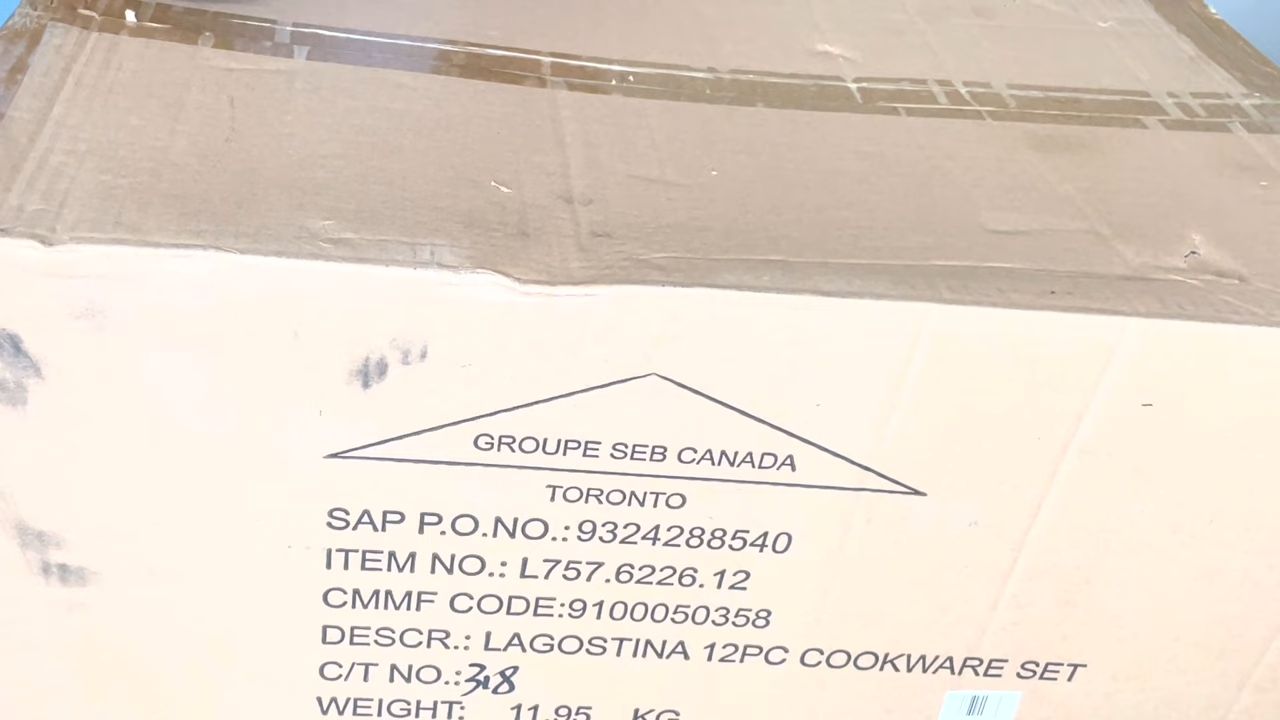 GROUPE SEB CANADA
TORONTO
SAP P.O.NO.:9324288540
ITEM NO.: L757.6226.12
CMMF CODE:9100050358
DESCR.: LAGOSTINA 12PC COOKWARE SET
C/T NO.:318
WEIGHT: 11.95 KG